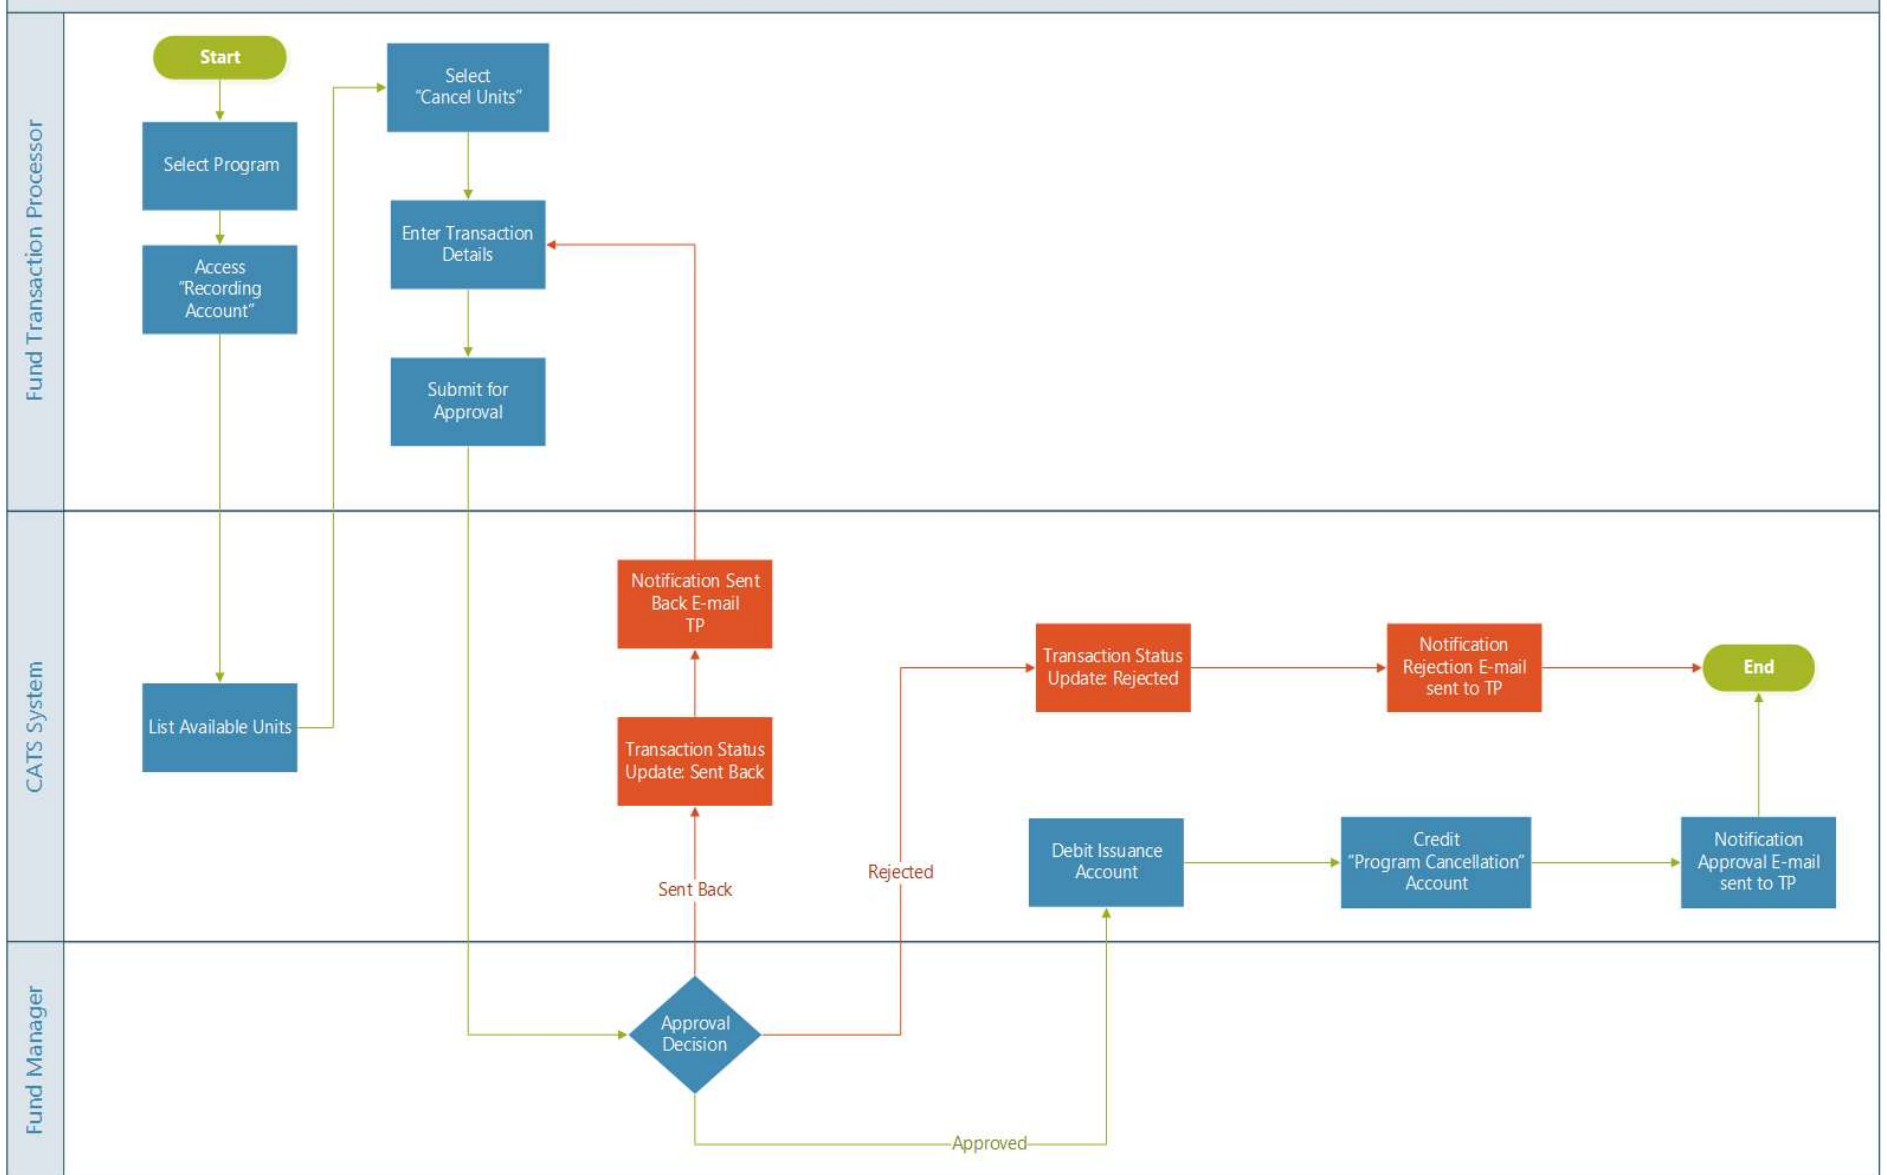 Fund Transaction Processor
Start
Select Program
Access
"Recording
Account"
Select
"Cancel Units"
Enter Transaction
Details
Submit for
Approval
CATS System
List Available Units
Notification Sent
Back E-mail
TP
Transaction Status
Update: Sent Back
Sent Back
Rejected
Transaction Status
Update: Rejected
Notification
Rejection E-mail
sent to TP
End
Debit Issuance
Account
Credit
"Program Cancellation"
Account
Notification
Approval E-mail
sent to TP
Fund Manager
Approval
Decision
Approved